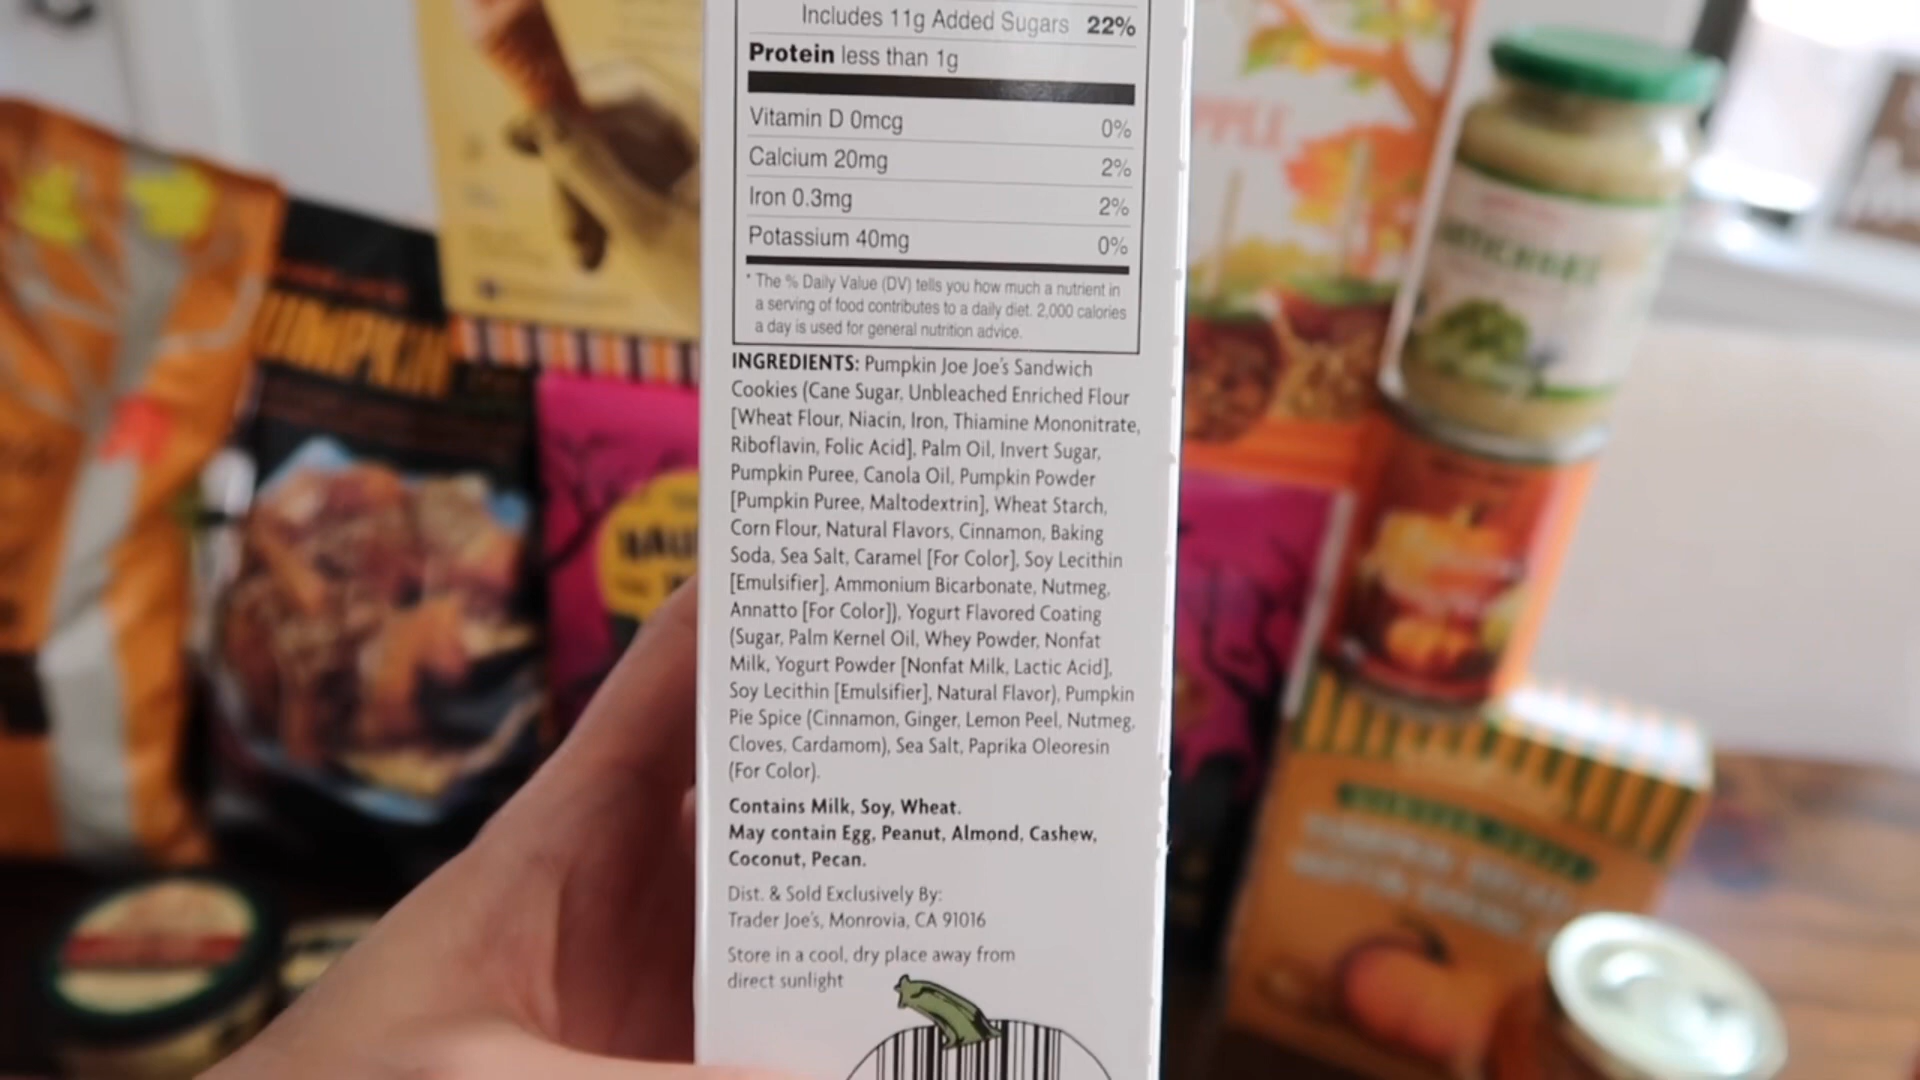 Includes 11g Added Sugars 22%
Protein less than 1g
Vitamin D 0mcg 0%
Calcium 20mg 2%
Iron 0.3mg 2%
Potassium 40mg 0%
* The % Daily Value (DV) tells you how much a nutrient in
a serving of food contributes to a daily diet. 2,000 calories
a day is used for general nutrition advice.
INGREDIENTS: Pumpkin Joe Joe's Sandwich
Cookies (Cane Sugar, Unbleached Enriched Flour
[Wheat Flour, Niacin, Iron, Thiamine Mononitrate,
Riboflavin, Folic Acid], Palm Oil, Invert Sugar,
Pumpkin Puree, Canola Oil, Pumpkin Powder
[Pumpkin Puree, Maltodextrin], Wheat Starch,
Corn Flour, Natural Flavors, Cinnamon, Baking
Soda, Sea Salt, Caramel [For Color], Soy Lecithin
[Emulsifier], Ammonium Bicarbonate, Nutmeg,
Annatto [For Color]), Yogurt Flavored Coating
(Sugar, Palm Kernel Oil, Whey Powder, Nonfat
Milk, Yogurt Powder [Nonfat Milk, Lactic Acid],
Soy Lecithin [Emulsifier], Natural Flavor), Pumpkin
Pie Spice (Cinnamon, Ginger, Lemon Peel, Nutmeg,
Cloves, Cardamom), Sea Salt, Paprika Oleoresin
(For Color).
Contains Milk, Soy, Wheat.
May contain Egg, Peanut, Almond, Cashew,
Coconut, Pecan.
Dist. & Sold Exclusively By:
Trader Joe's, Monrovia, CA 91016
Store in a cool, dry place away from
direct sunlight
UMPKIN
HAU
PPLE